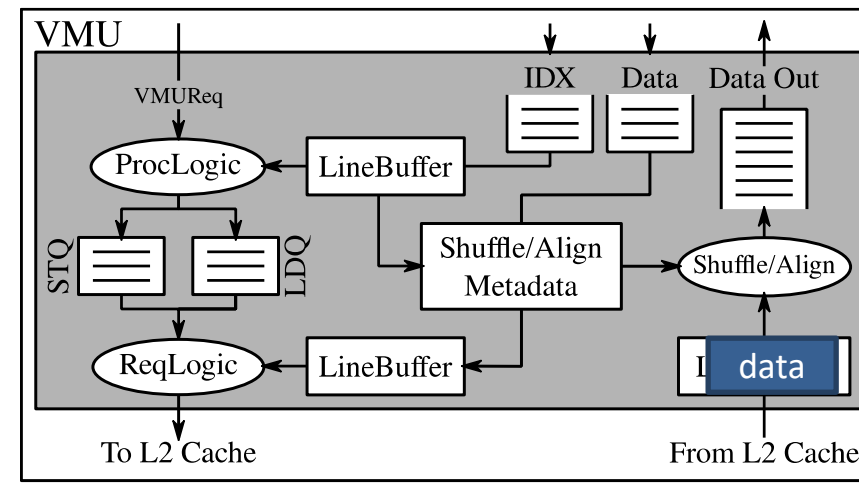 VMU
IDX
Data
Data Out
VMUReq
ProcLogic
LineBuffer
STQ
LDQ
Shuffle/Align
Metadata
Shuffle/Align
ReqLogic
LineBuffer
data
To L2 Cache
From L2 Cache